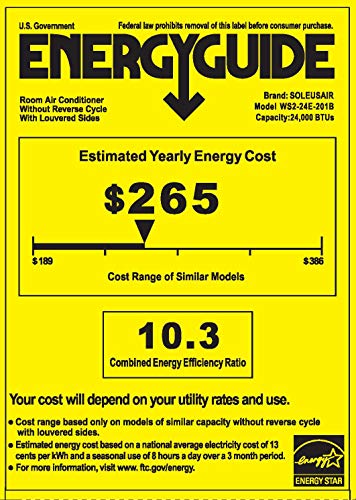 U.S. Government
Federal law prohibits removal of this label before consumer purchase.
ENERGYGUIDE
Room Air Conditioner
Without Reverse Cycle
With Louvered Sides
Brand: SOLEUSAIR
Model WS2-24E-201B
Capacity:24,000 BTUs
Estimated Yearly Energy Cost
$265
$189
$386
Cost Range of Similar Models
10.3
Combined Energy Efficiency Ratio
Your cost will depend on your utility rates and use.
• Cost range based only on models of similar capacity without reverse cycle
with louvered sides.
• Estimated energy cost based on a national average electricity cost of 13
cents per kWh and a seasonal use of 8 hours a day over a 3 month period.
• For more information, visit www. ftc.gov/energy.
energy
ENERGY STAR